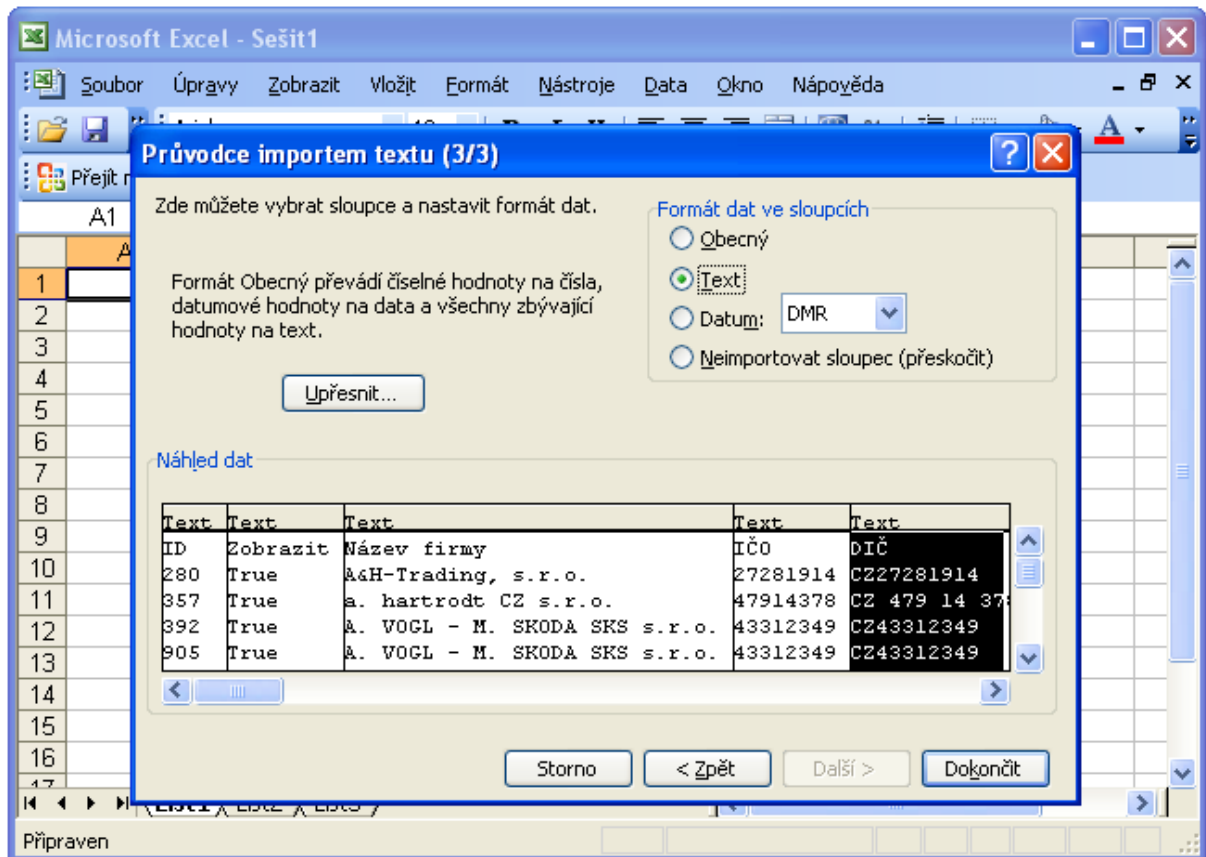 Microsoft Excel - Sešit1
Soubor Úpravy Zobrazit Vložit Formát Nástroje Data Okno Nápověda
Průvodce importem textu (3/3)
Přejít
A1
Zde můžete vybrat sloupce a nastavit formát dat.
Formát dat ve sloupcích
Obecný
Text
Datum: DMR
Neimportovat sloupec (přeskočit)
Formát Obecný převádí číselné hodnoty na čísla,
datumové hodnoty na data a všechny zbývající
hodnoty na text.
Upřesnit...
Náhled dat
Text Text Text Text Text
ID Zobrazit Název firmy IČO DIČ
280 True A&H-Trading, s.r.o. 27281914 CZ27281914
357 True a. hartrodt CZ s.r.o. 47914378 CZ 479 14 378
392 True A. VOGL - M. SKODA SKS s.r.o. 43312349 CZ43312349
905 True A. VOGL - M. SKODA SKS s.r.o. 43312349 CZ43312349
Storno < Zpět Další > Dokončit
A
1
2
3
4
5
6
7
8
9
10
11
12
13
14
15
16
17
List1 List2 List3
Připraven